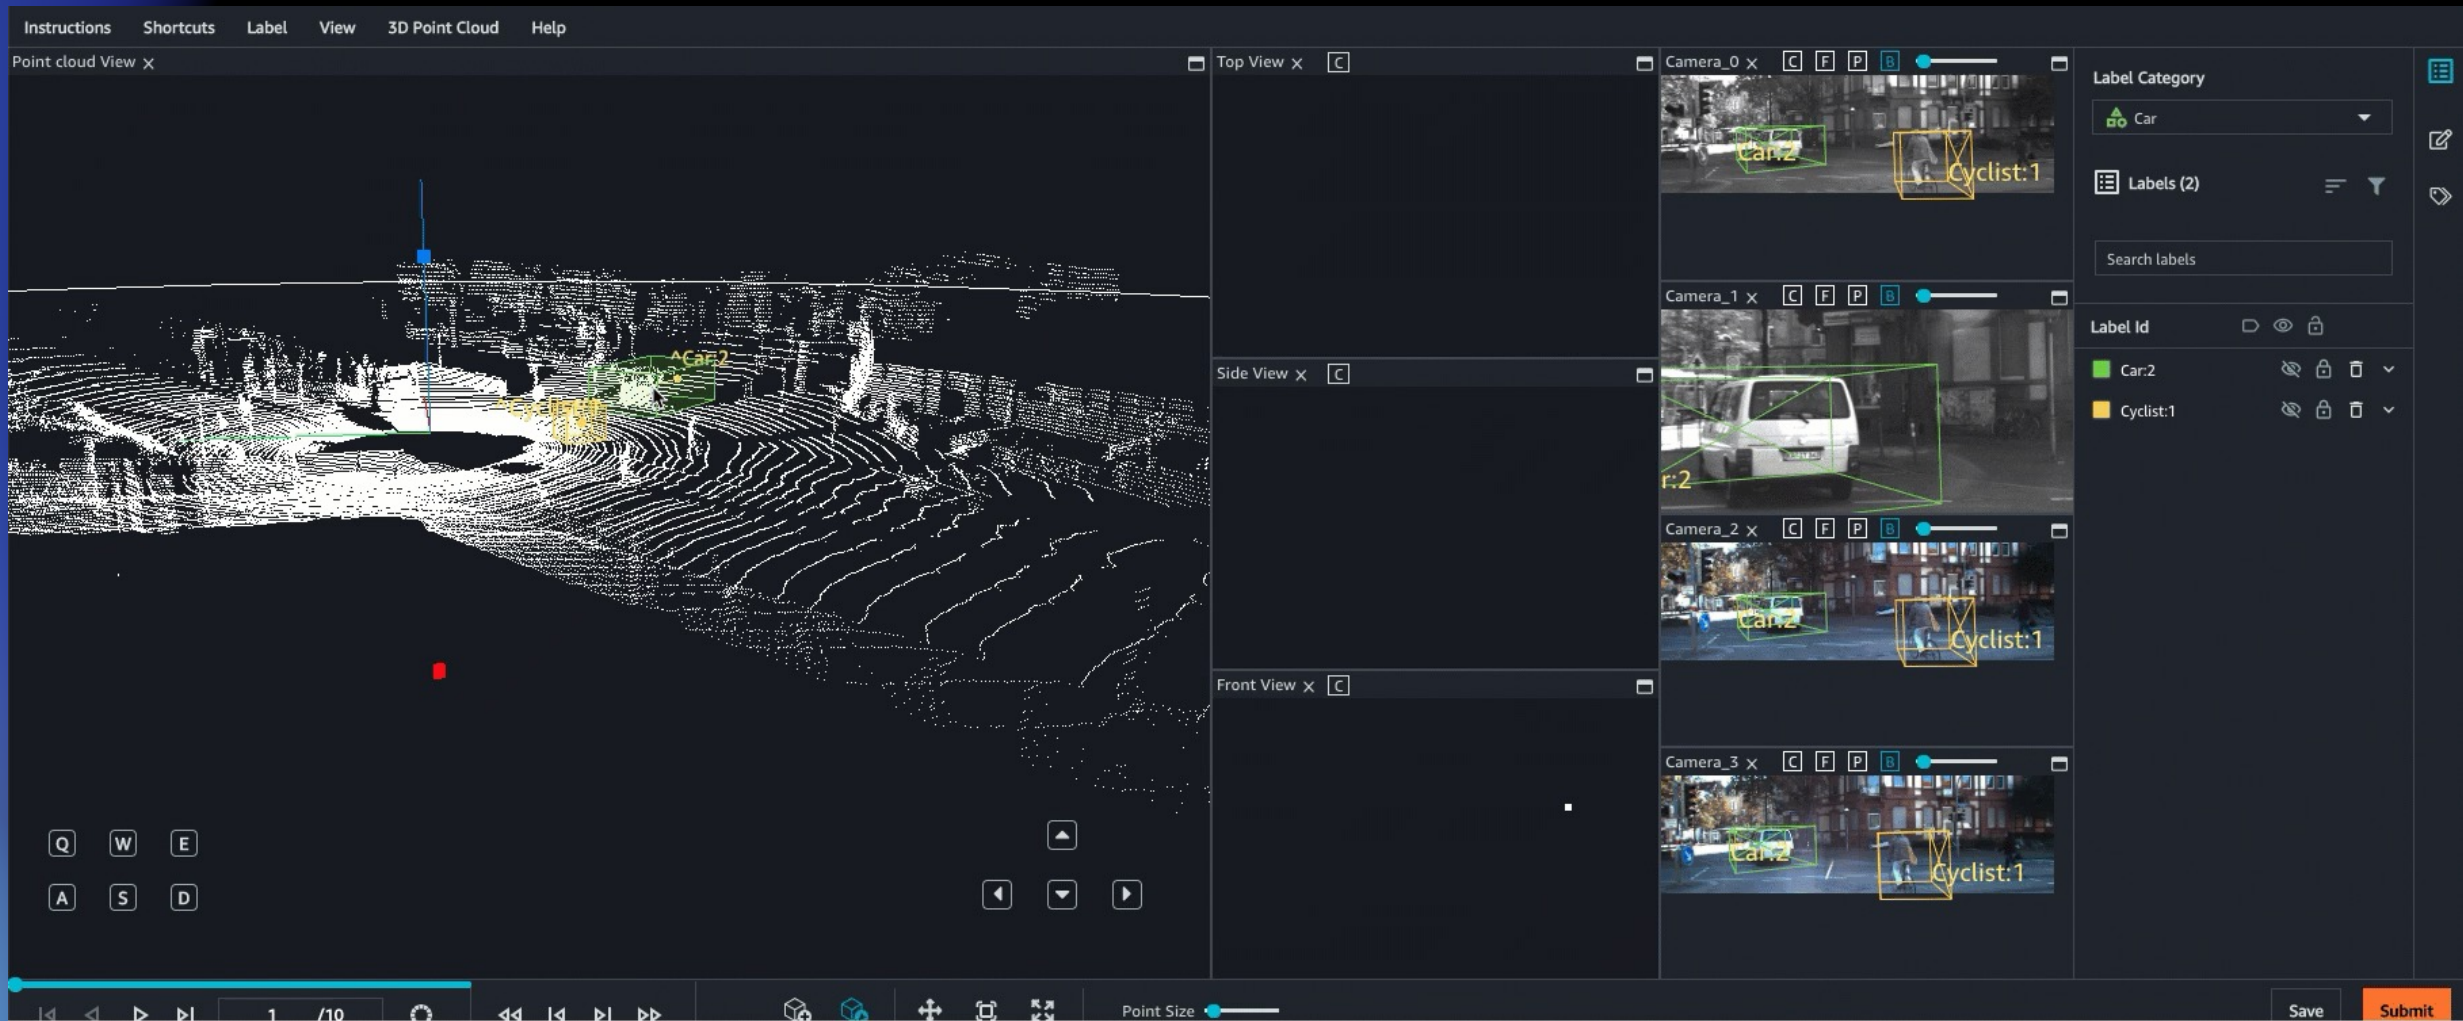 Instructions Shortcuts Label View 3D Point Cloud Help
Point cloud View
^Car:2
Q W E
A S D
Top View C
Side View C
Front View C
Camera_0 C F P B
Car:2
Cyclist:1
Camera_1 C F P B
r:2
Camera_2 C F P B
Car:2
Cyclist:1
Camera_3 C F P B
Car:2
Cyclist:1
Label Category
Car
Labels (2)
Search labels
Label Id
Car:2
Cyclist:1
1 /10
Point Size
Save Submit